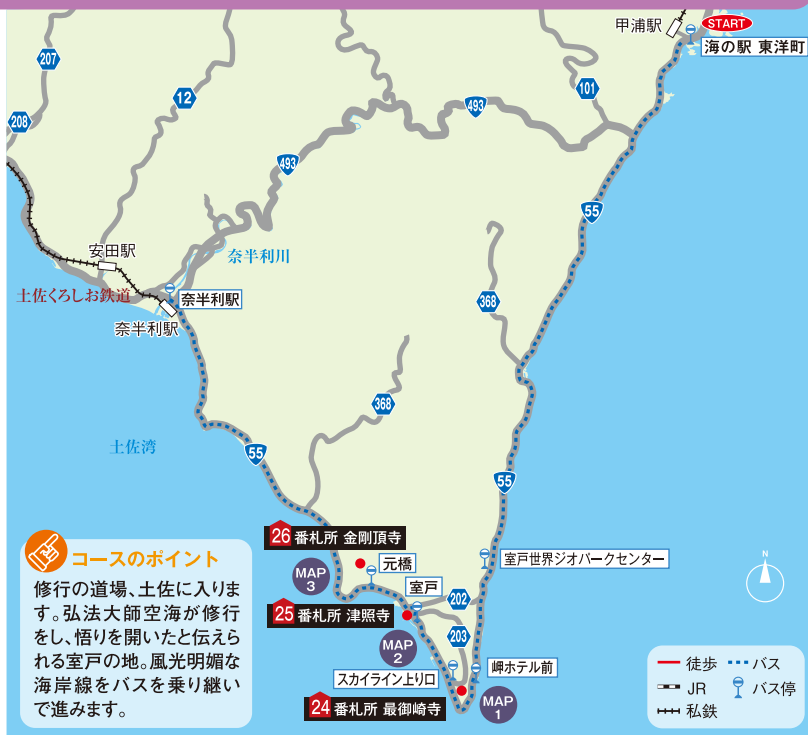 甲浦駅
START
海の駅 東洋町
207
12
101
493
208
493
55
安田駅
奈半利川
土佐くろしお鉄道
奈半利駅
奈半利駅
368
368
土佐湾
55
55
26 番札所 金剛頂寺
元橋
室戸世界ジオパークセンター
MAP
3
室戸
202
25 番札所 津照寺
203
MAP
2
スカイライン上り口
岬ホテル前
24 番札所 最御崎寺
MAP
1
コースのポイント
修行の道場、土佐に入りま
す。弘法大師空海が修行
をし、悟りを開いたと伝えら
れる室戸の地。風光明媚な
海岸線をバスを乗り継い
で進みます。
N
徒歩
バス
JR
バス停
私鉄